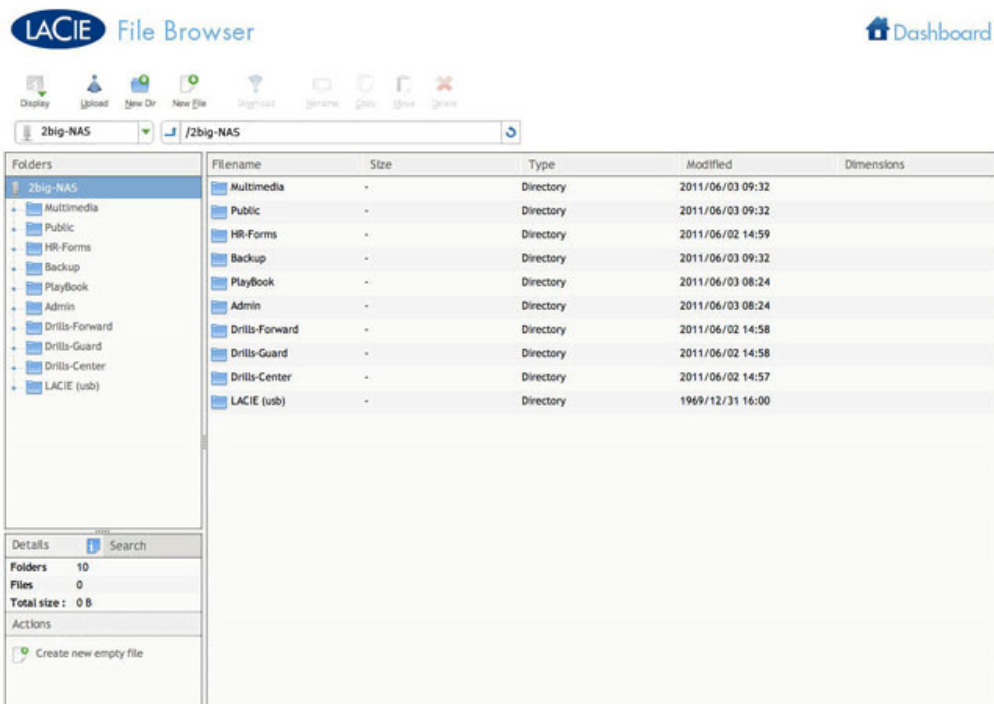 LACIE File Browser
Dashboard
Display Upload New Dir New File Download Rename Copy Move Delete
2big-NAS /2big-NAS
Folders
2big-NAS
Multimedia
Public
HR-Forms
Backup
PlayBook
Admin
Drills-Forward
Drills-Guard
Drills-Center
LACIE (usb)
Filename Size Type Modified Dimensions
Multimedia - Directory 2011/06/03 09:32
Public - Directory 2011/06/03 09:32
HR-Forms - Directory 2011/06/02 14:59
Backup - Directory 2011/06/03 09:32
PlayBook - Directory 2011/06/03 08:24
Admin - Directory 2011/06/03 08:24
Drills-Forward - Directory 2011/06/02 14:58
Drills-Guard - Directory 2011/06/02 14:58
Drills-Center - Directory 2011/06/02 14:57
LACIE (usb) - Directory 1969/12/31 16:00
Details Search
Folders 10
Files 0
Total size : 0 B
Actions
Create new empty file